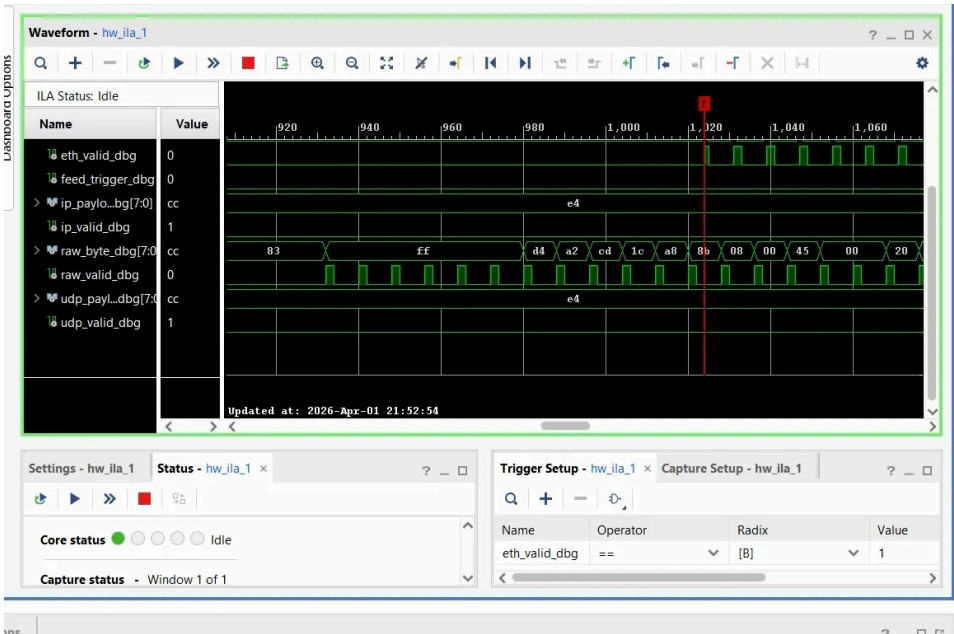 Dashboard Options
Waveform - hw_ila_1
ILA Status: Idle
Name Value
920 940 960 980 1,000 1,020 1,040 1,060
eth_valid_dbg 0
feed_trigger_dbg 0
ip_paylo...bg[7:0] cc e4
ip_valid_dbg 1
raw_byte_dbg[7:0 cc 83 ff d4 a2 cd 1c a8 8b 08 00 45 00 20
raw_valid_dbg 0
udp_payl...dbg[7:0 cc e4
udp_valid_dbg 1
Updated at: 2026-Apr-01 21:52:54
Settings - hw_ila_1 Status - hw_ila_1
Core status Idle
Capture status - Window 1 of 1
Trigger Setup - hw_ila_1 Capture Setup - hw_ila_1
Name Operator Radix Value
eth_valid_dbg == [B] 1